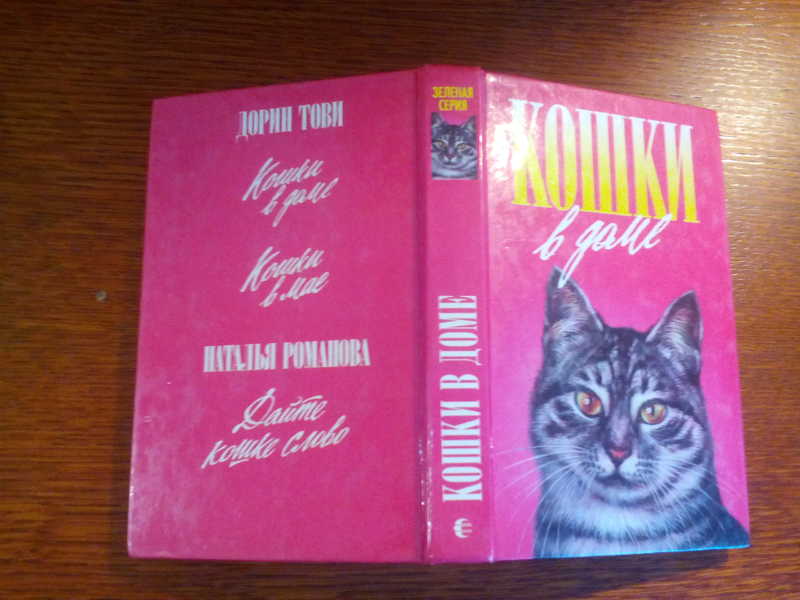 ДОРИН ТОВИ
Кошки
в доме
Кошки
в мае
НАТАЛЬЯ РОМАНОВА
Дайте
кошке слово
ЗЕЛЕНАЯ
СЕРИЯ
КОШКИ В ДОМЕ
КОШКИ
в доме